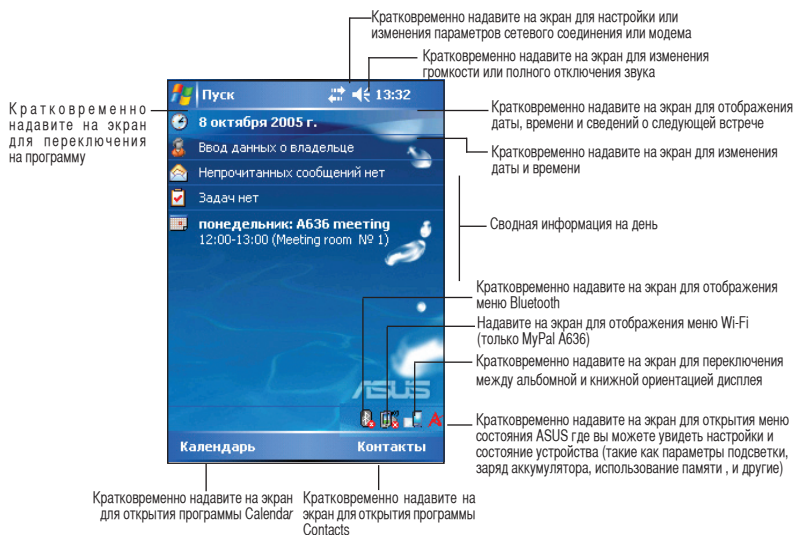 Кратковременно надавите на экран для настройки или
изменения параметров сетевого соединения или модема
Кратковременно надавите на экран для изменения
громкости или полного отключения звука
Кратковременно
надавите на экран
для переключения
на программу
Пуск 13:32
8 октября 2005 г.
Ввод данных о владельце
Непрочитанных сообщений нет
Задач нет
понедельник: A636 meeting
12:00-13:00 (Meeting room № 1)
ASUS
Календарь Контакты
Кратковременно надавите на экран для отображения
даты, времени и сведений о следующей встрече
Кратковременно надавите на экран для изменения
даты и времени
Сводная информация на день
Кратковременно надавите на экран для отображения
меню Bluetooth
Надавите на экран для отображения меню Wi-Fi
(только MyPal A636)
Кратковременно надавите на экран для переключения
между альбомной и книжной ориентацией дисплея
Кратковременно надавите на экран для открытия меню
состояния ASUS где вы можете увидеть настройки и
состояние устройства (такие как параметры подсветки,
заряд аккумулятора, использование памяти , и другие)
Кратковременно надавите на экран
для открытия программы Calendar
Кратковременно надавите на
экран для открытия программы
Contacts